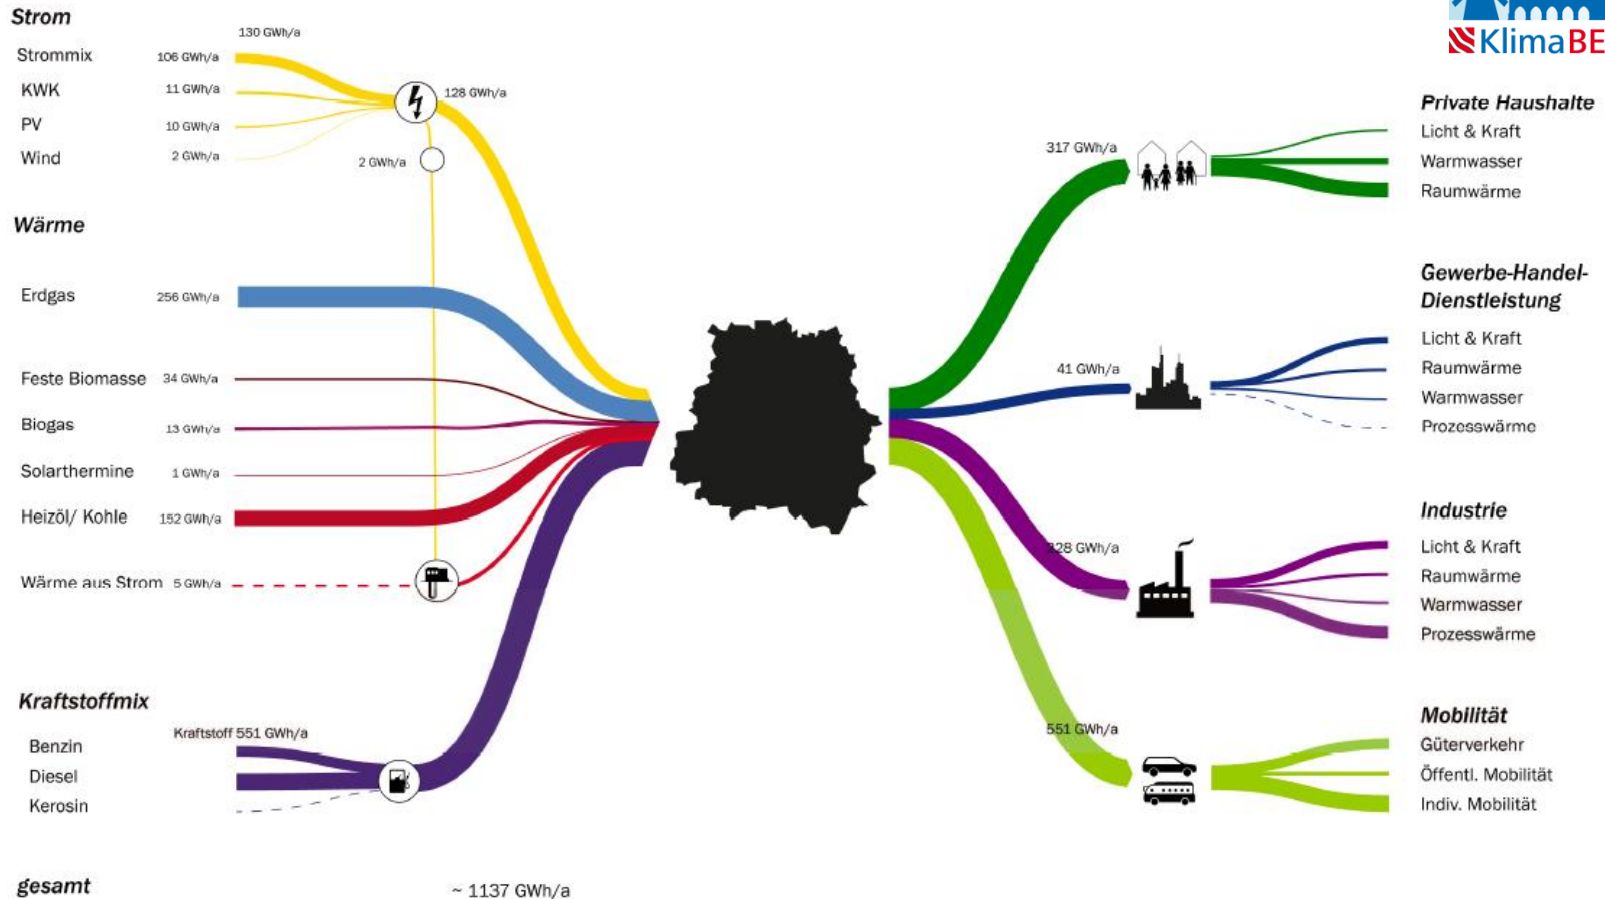 Strom
130 GWh/a
Strommix 106 GWh/a
KWK 11 GWh/a
PV 10 GWh/a
Wind 2 GWh/a
128 GWh/a
2 GWh/a
Wärme
Erdgas 256 GWh/a
Feste Biomasse 34 GWh/a
Biogas 13 GWh/a
Solarthermine 1 GWh/a
Heizöl/ Kohle 152 GWh/a
Wärme aus Strom 5 GWh/a
Kraftstoffmix
Kraftstoff 551 GWh/a
Benzin
Diesel
Kerosin
gesamt ~ 1137 GWh/a
KlimaBE
317 GWh/a
Private Haushalte
Licht & Kraft
Warmwasser
Raumwärme
41 GWh/a
Gewerbe-Handel-
Dienstleistung
Licht & Kraft
Raumwärme
Warmwasser
Prozesswärme
228 GWh/a
Industrie
Licht & Kraft
Raumwärme
Warmwasser
Prozesswärme
551 GWh/a
Mobilität
Güterverkehr
Öffentl. Mobilität
Indiv. Mobilität